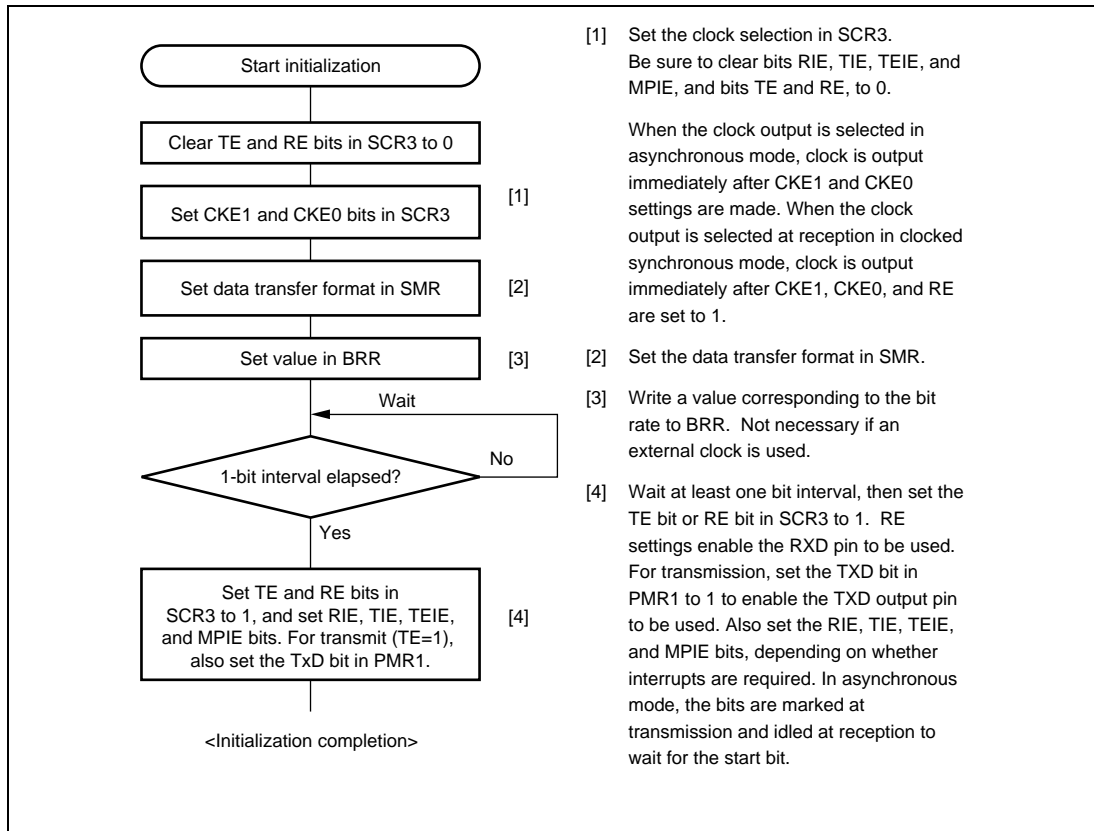 Start initialization
Clear TE and RE bits in SCR3 to 0
Set CKE1 and CKE0 bits in SCR3
[1]
Set data transfer format in SMR
[2]
Set value in BRR
[3]
Wait
1-bit interval elapsed?
No
Yes
Set TE and RE bits in
SCR3 to 1, and set RIE, TIE, TEIE,
and MPIE bits. For transmit (TE=1),
also set the TxD bit in PMR1.
[4]
<Initialization completion>
[1] Set the clock selection in SCR3.
Be sure to clear bits RIE, TIE, TEIE, and
MPIE, and bits TE and RE, to 0.
When the clock output is selected in
asynchronous mode, clock is output
immediately after CKE1 and CKE0
settings are made. When the clock
output is selected at reception in clocked
synchronous mode, clock is output
immediately after CKE1, CKE0, and RE
are set to 1.
[2] Set the data transfer format in SMR.
[3] Write a value corresponding to the bit
rate to BRR. Not necessary if an
external clock is used.
[4] Wait at least one bit interval, then set the
TE bit or RE bit in SCR3 to 1. RE
settings enable the RXD pin to be used.
For transmission, set the TXD bit in
PMR1 to 1 to enable the TXD output pin
to be used. Also set the RIE, TIE, TEIE,
and MPIE bits, depending on whether
interrupts are required. In asynchronous
mode, the bits are marked at
transmission and idled at reception to
wait for the start bit.